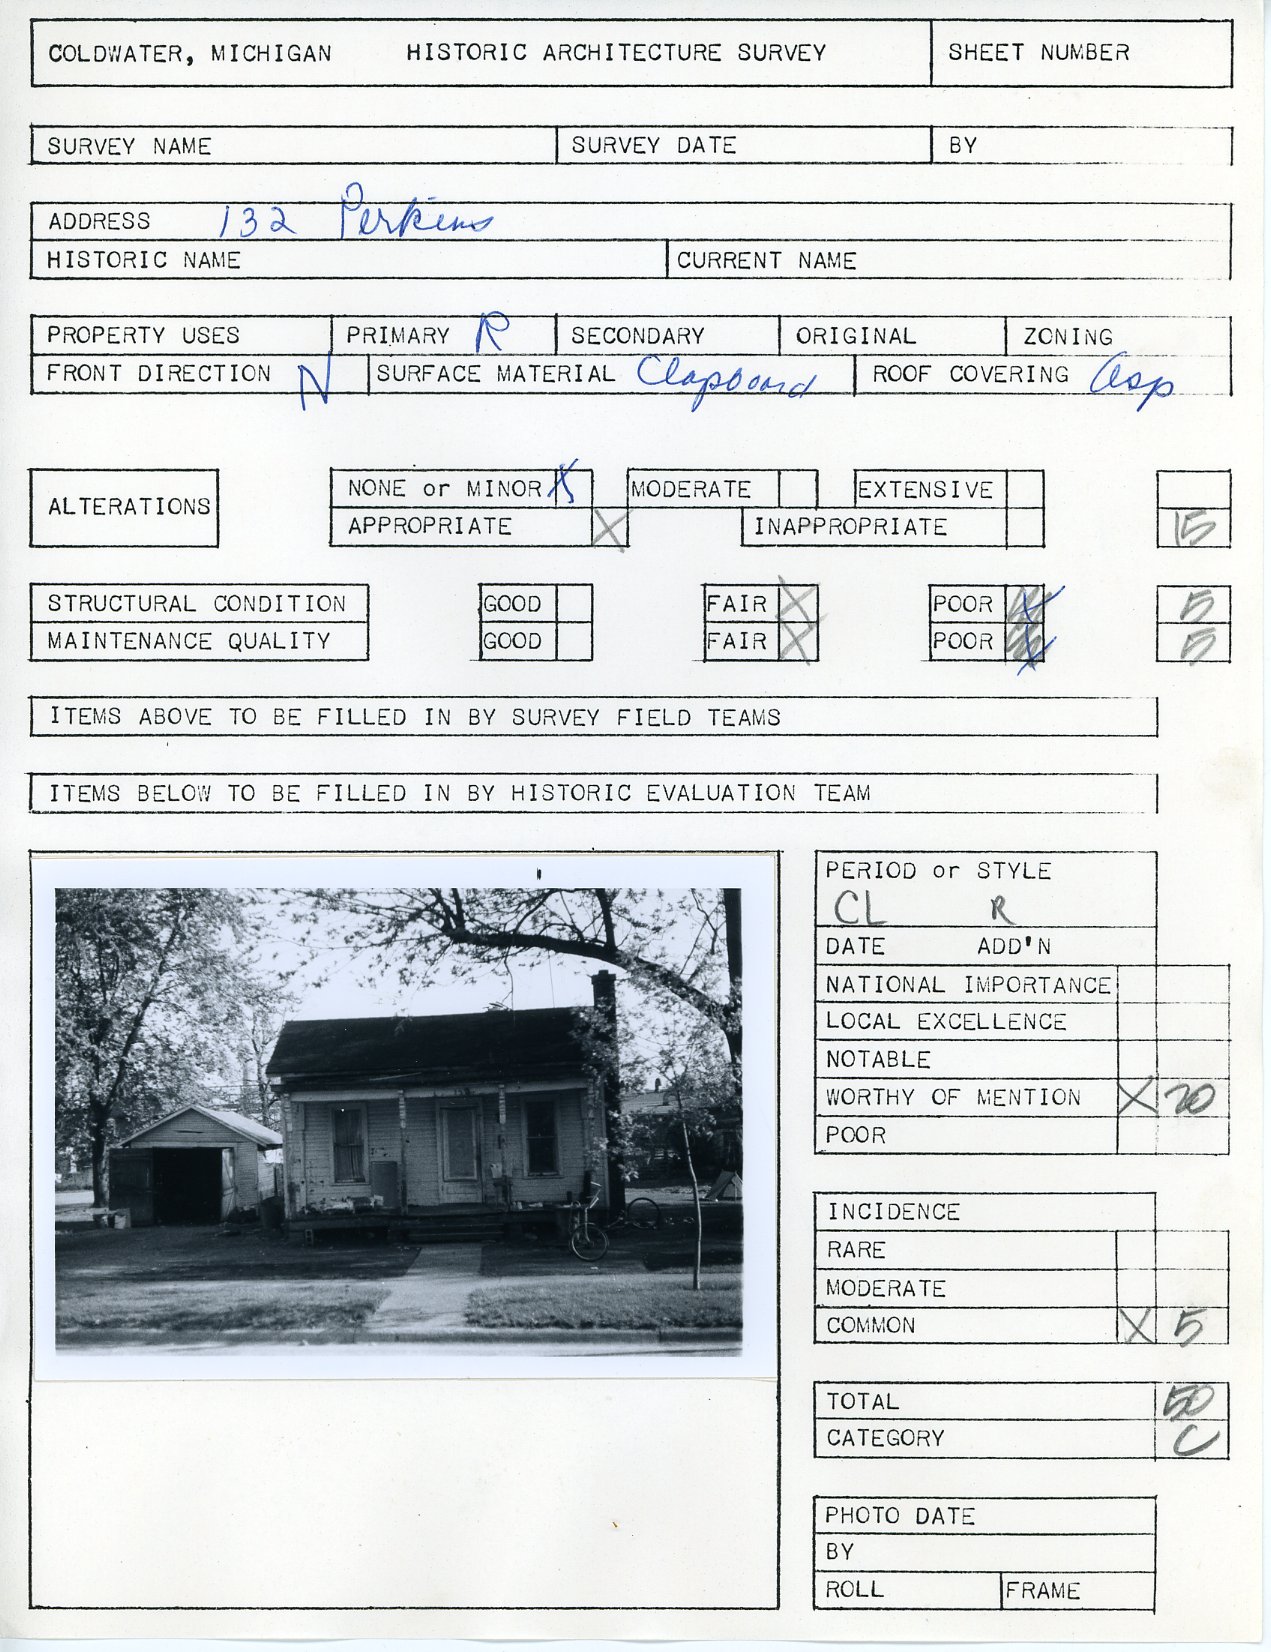 COLDWATER, MICHIGAN HISTORIC ARCHITECTURE SURVEY SHEET NUMBER
SURVEY NAME SURVEY DATE BY
ADDRESS 132 Perkins
HISTORIC NAME CURRENT NAME
PROPERTY USES PRIMARY R SECONDARY ORIGINAL ZONING
FRONT DIRECTION N SURFACE MATERIAL Clapboard ROOF COVERING Asp
ALTERATIONS
NONE or MINOR X MODERATE EXTENSIVE
APPROPRIATE X INAPPROPRIATE 15
STRUCTURAL CONDITION GOOD FAIR X POOR X 5
MAINTENANCE QUALITY GOOD FAIR X POOR X 5
ITEMS ABOVE TO BE FILLED IN BY SURVEY FIELD TEAMS
ITEMS BELOW TO BE FILLED IN BY HISTORIC EVALUATION TEAM
PERIOD or STYLE
CL R
DATE ADD'N
NATIONAL IMPORTANCE
LOCAL EXCELLENCE
NOTABLE
WORTHY OF MENTION X 20
POOR
INCIDENCE
RARE
MODERATE
COMMON X 5
TOTAL 50
CATEGORY C
PHOTO DATE
BY
ROLL FRAME